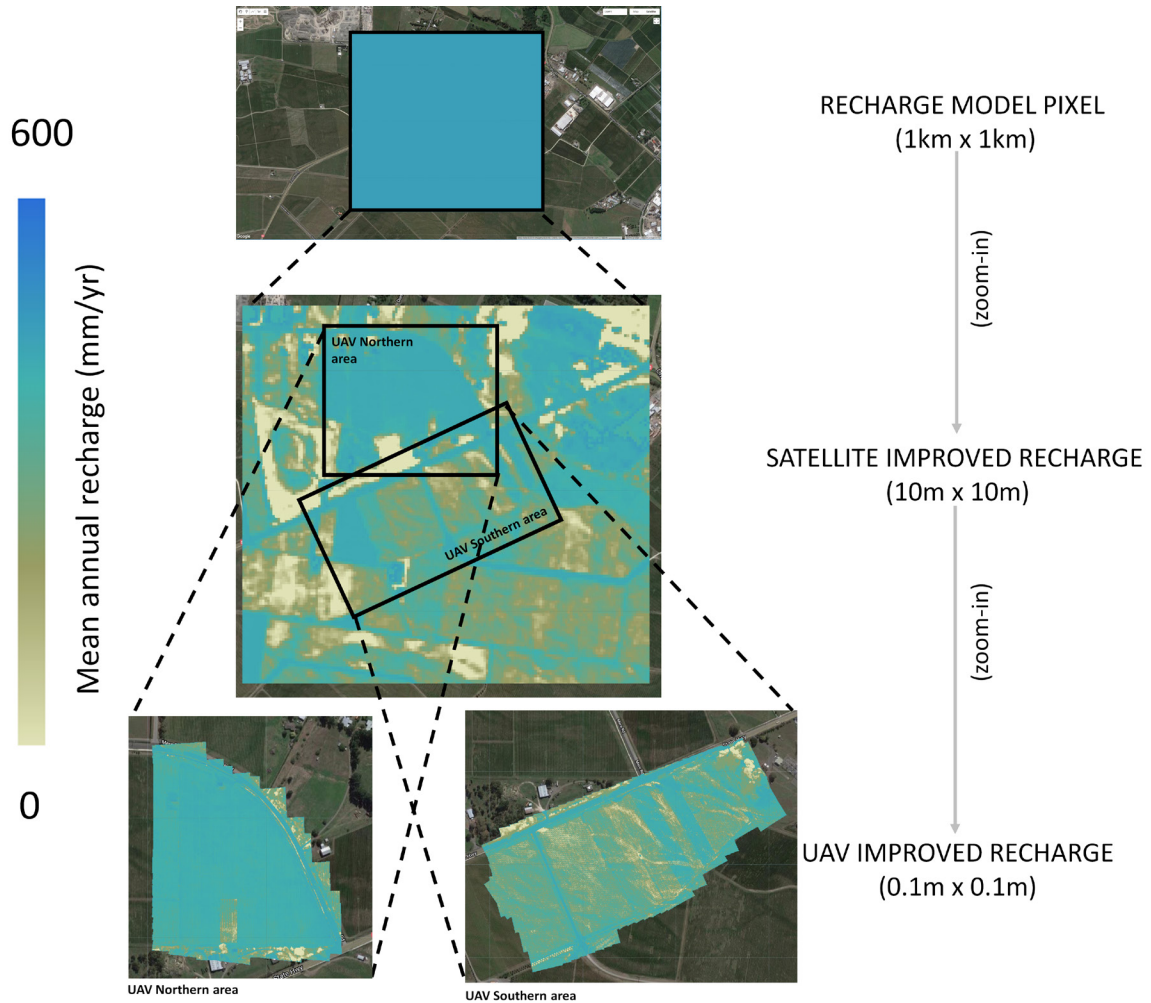 600
Mean annual recharge (mm/yr)
0
Google
RECHARGE MODEL PIXEL
(1km x 1km)
(zoom-in)
UAV Northern
area
UAV Southern area
SATELLITE IMPROVED RECHARGE
(10m x 10m)
(zoom-in)
UAV IMPROVED RECHARGE
(0.1m x 0.1m)
UAV Northern area
UAV Southern area